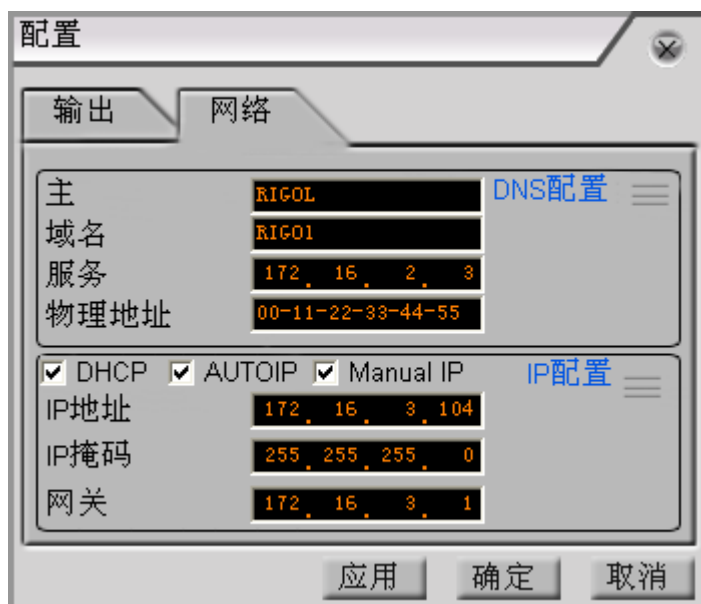 配置
输出 网络
DNS配置
主 RIGOL
域名 RIGO1
服务 172. 16. 2. 3
物理地址 00-11-22-33-44-55
DHCP AUTOIP Manual IP IP配置
IP地址 172. 16. 3. 104
IP掩码 255. 255. 255. 0
网关 172. 16. 3. 1
应用 确定 取消